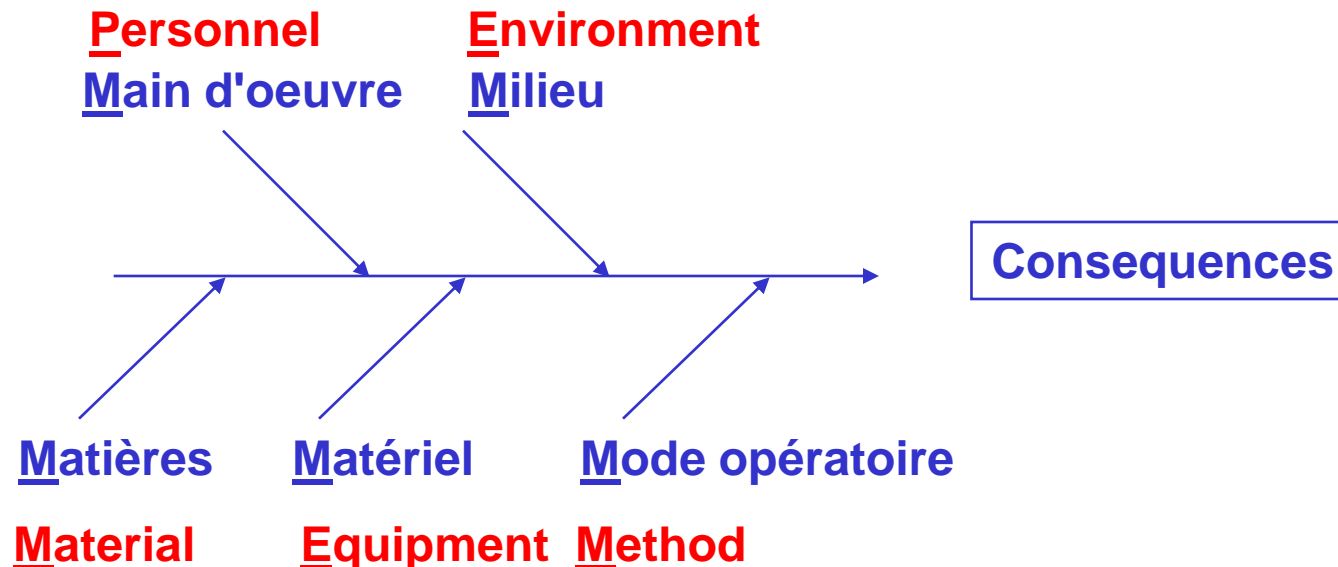 Personnel Environment
Main d'oeuvre Milieu
Consequences
Matières Matériel Mode opératoire
Material Equipment Method